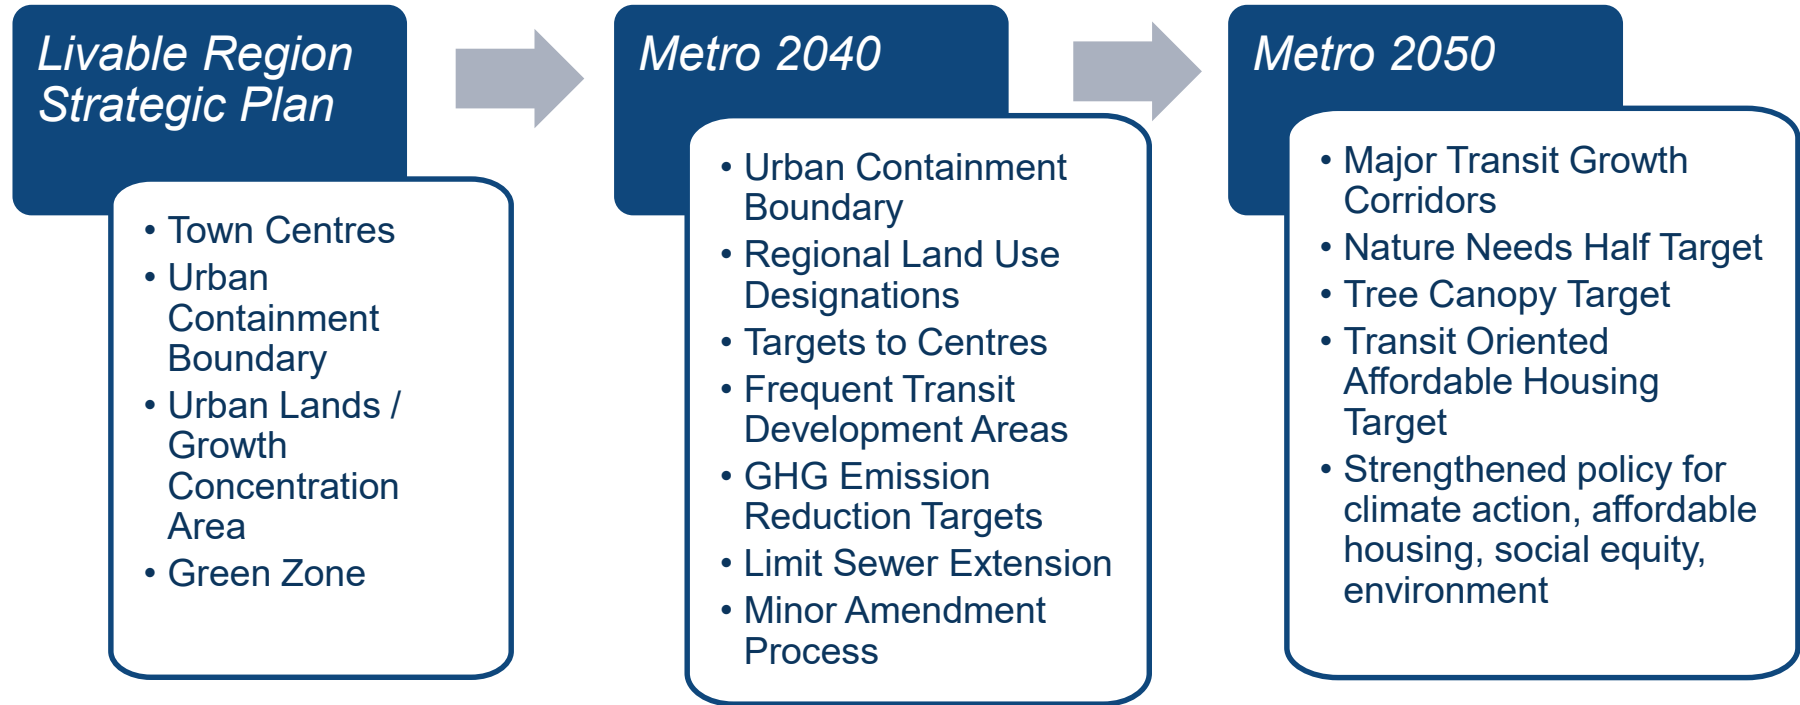 Livable Region
Strategic Plan
• Town Centres
• Urban
Containment
Boundary
• Urban Lands /
Growth
Concentration
Area
• Green Zone
Metro 2040
• Urban Containment
Boundary
• Regional Land Use
Designations
• Targets to Centres
• Frequent Transit
Development Areas
• GHG Emission
Reduction Targets
• Limit Sewer Extension
• Minor Amendment
Process
Metro 2050
• Major Transit Growth
Corridors
• Nature Needs Half Target
• Tree Canopy Target
• Transit Oriented
Affordable Housing
Target
• Strengthened policy for
climate action, affordable
housing, social equity,
environment